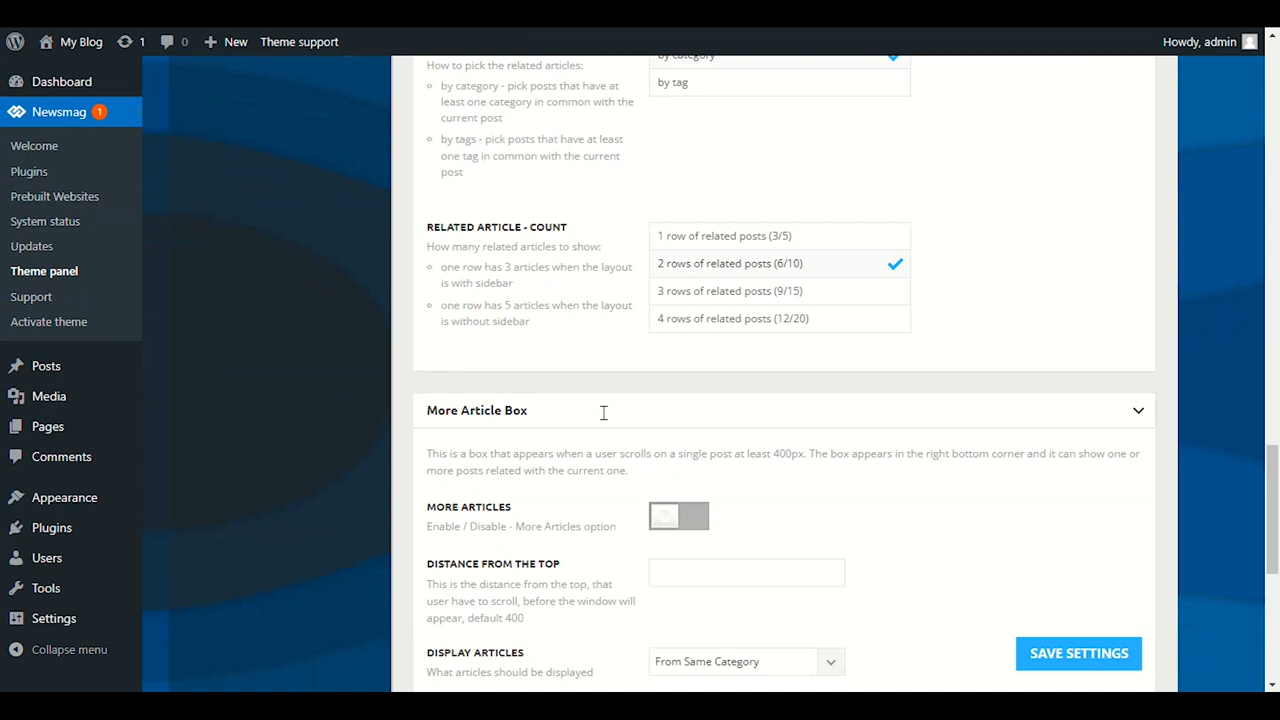 My Blog
1
0
New
Theme support
Howdy, admin
Dashboard
Newsmag 1
Welcome
Plugins
Prebuilt Websites
System status
Updates
Theme panel
Support
Activate theme
Posts
Media
Pages
Comments
Appearance
Plugins
Users
Tools
Settings
Collapse menu
How to pick the related articles:
by category - pick posts that have at
least one category in common with the
current post
by tags - pick posts that have at least
one tag in common with the current
post
by category
by tag
RELATED ARTICLE - COUNT
How many related articles to show:
one row has 3 articles when the layout
is with sidebar
one row has 5 articles when the layout
is without sidebar
1 row of related posts (3/5)
2 rows of related posts (6/10)
3 rows of related posts (9/15)
4 rows of related posts (12/20)
More Article Box
This is a box that appears when a user scrolls on a single post at least 400px. The box appears in the right bottom corner and it can show one or
more posts related with the current one.
MORE ARTICLES
Enable / Disable - More Articles option
DISTANCE FROM THE TOP
This is the distance from the top, that
user have to scroll, before the window will
appear, default 400
DISPLAY ARTICLES
What articles should be displayed
From Same Category
SAVE SETTINGS